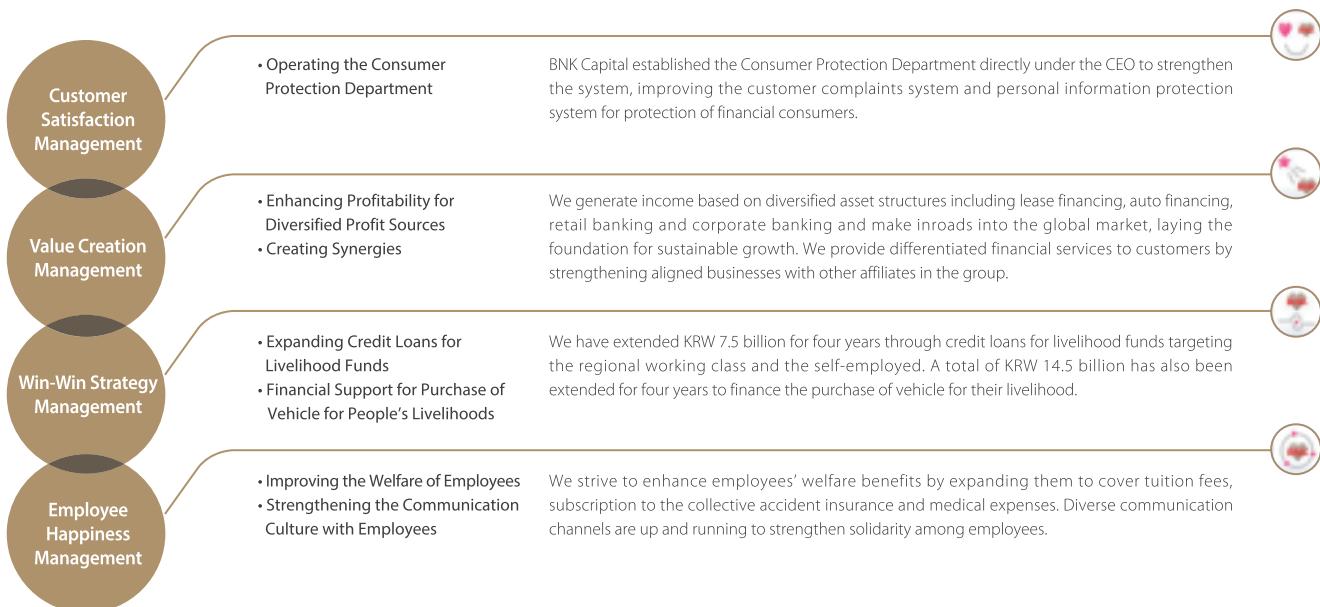 Customer
Satisfaction
Management
• Operating the Consumer
Protection Department
BNK Capital established the Consumer Protection Department directly under the CEO to strengthen
the system, improving the customer complaints system and personal information protection
system for protection of financial consumers.
Value Creation
Management
• Enhancing Profitability for
Diversified Profit Sources
• Creating Synergies
We generate income based on diversified asset structures including lease financing, auto financing,
retail banking and corporate banking and make inroads into the global market, laying the
foundation for sustainable growth. We provide differentiated financial services to customers by
strengthening aligned businesses with other affiliates in the group.
Win-Win Strategy
Management
• Expanding Credit Loans for
Livelihood Funds
• Financial Support for Purchase of
Vehicle for People’s Livelihoods
We have extended KRW 7.5 billion for four years through credit loans for livelihood funds targeting
the regional working class and the self-employed. A total of KRW 14.5 billion has also been
extended for four years to finance the purchase of vehicle for their livelihood.
Employee
Happiness
Management
• Improving the Welfare of Employees
• Strengthening the Communication
Culture with Employees
We strive to enhance employees’ welfare benefits by expanding them to cover tuition fees,
subscription to the collective accident insurance and medical expenses. Diverse communication
channels are up and running to strengthen solidarity among employees.